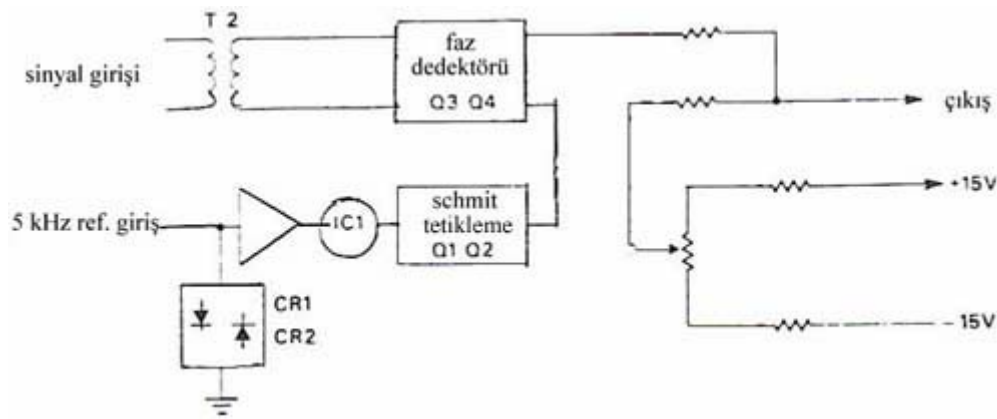 T 2
sinyal girişi
faz
dedektörü
Q3 Q4
çıkış
+15V
5 kHz ref. giriş
IC1
schmit
tetikleme
Q1 Q2
CR1
CR2
- 15V